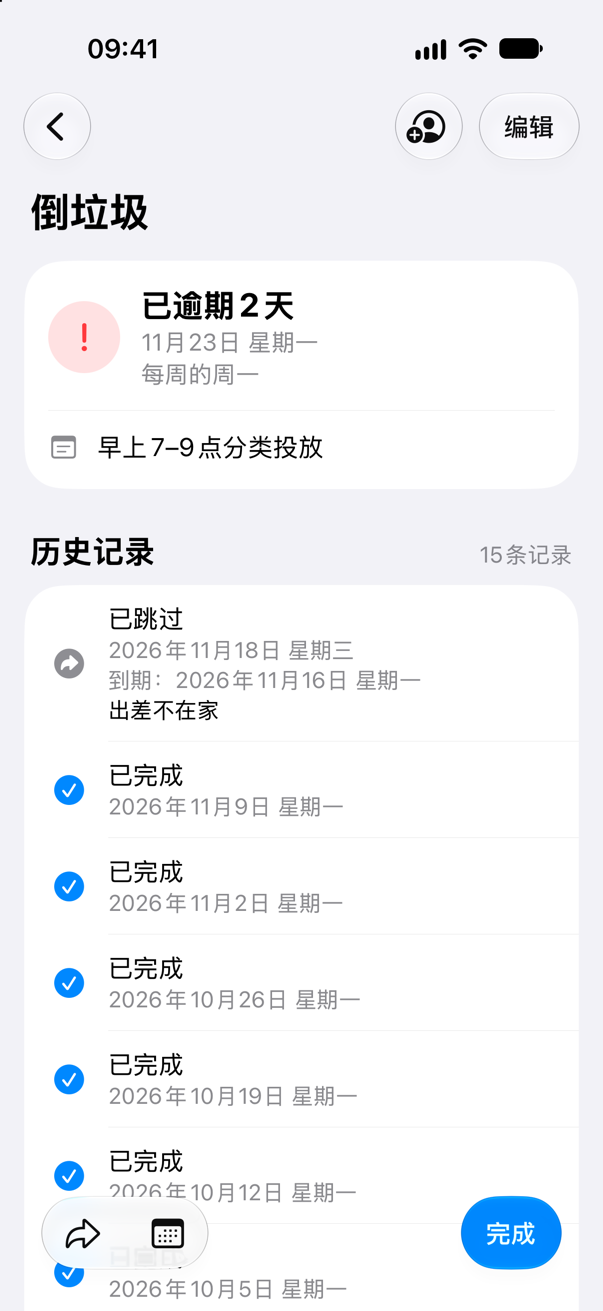 09:41
编辑
倒垃圾
已逾期2天
11月23日 星期一
每周的周一
早上7–9点分类投放
历史记录
15条记录
已跳过
2026年11月18日 星期三
到期：2026年11月16日 星期一
出差不在家
已完成
2026年11月9日 星期一
已完成
2026年11月2日 星期一
已完成
2026年10月26日 星期一
已完成
2026年10月19日 星期一
已完成
2026年10月12日 星期一
完成
2026年10月5日 星期一